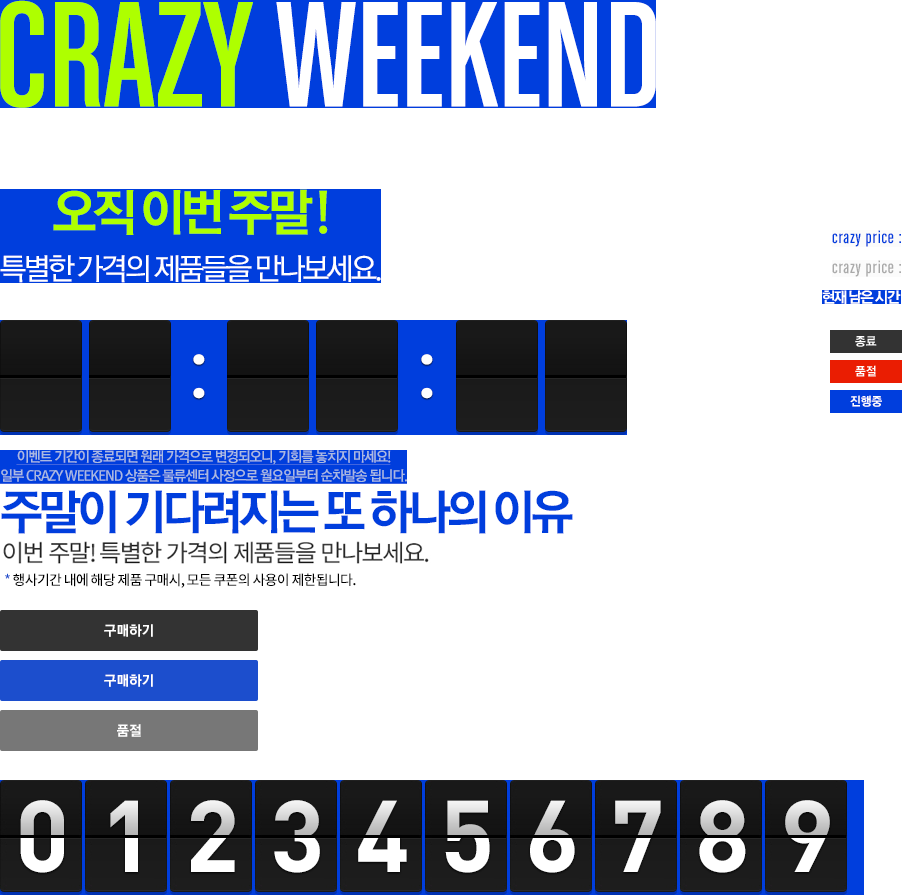 CRAZY WEEKEND
오직 이번 주말!
특별한 가격의 제품들을 만나보세요.
crazy price :
crazy price :
현재 남은 시간
종료
품절
진행중
이벤트 기간이 종료되면 원래 가격으로 변경되오니, 기회를 놓치지 마세요!
일부 CRAZY WEEKEND 상품은 물류센터 사정으로 월요일부터 순차발송 됩니다.
주말이 기다려지는 또 하나의 이유
이번 주말! 특별한 가격의 제품들을 만나보세요.
* 행사기간 내에 해당 제품 구매시, 모든 쿠폰의 사용이 제한됩니다.
구매하기
구매하기
품절
0 1 2 3 4 5 6 7 8 9